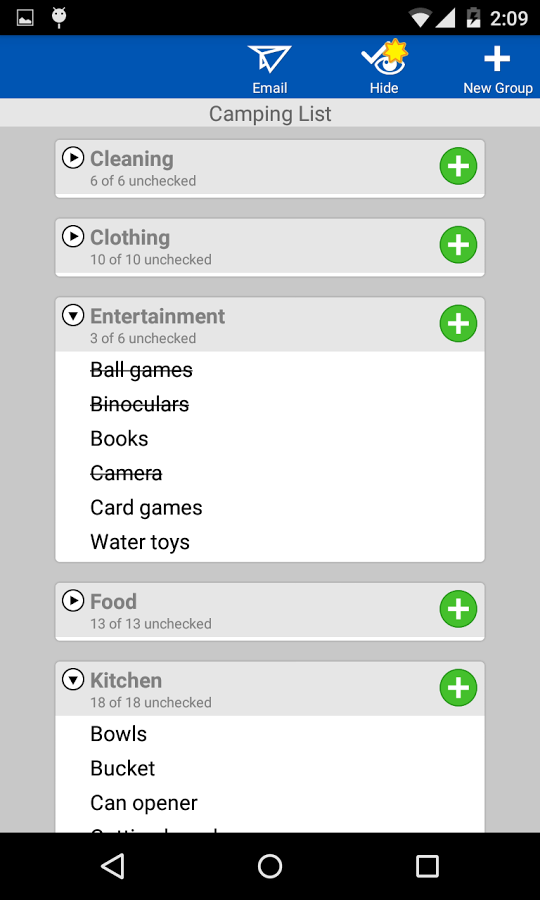 2:09
Email
Hide
New Group
Camping List
Cleaning
6 of 6 unchecked
Clothing
10 of 10 unchecked
Entertainment
3 of 6 unchecked
Ball games
Binoculars
Books
Camera
Card games
Water toys
Food
13 of 13 unchecked
Kitchen
18 of 18 unchecked
Bowls
Bucket
Can opener